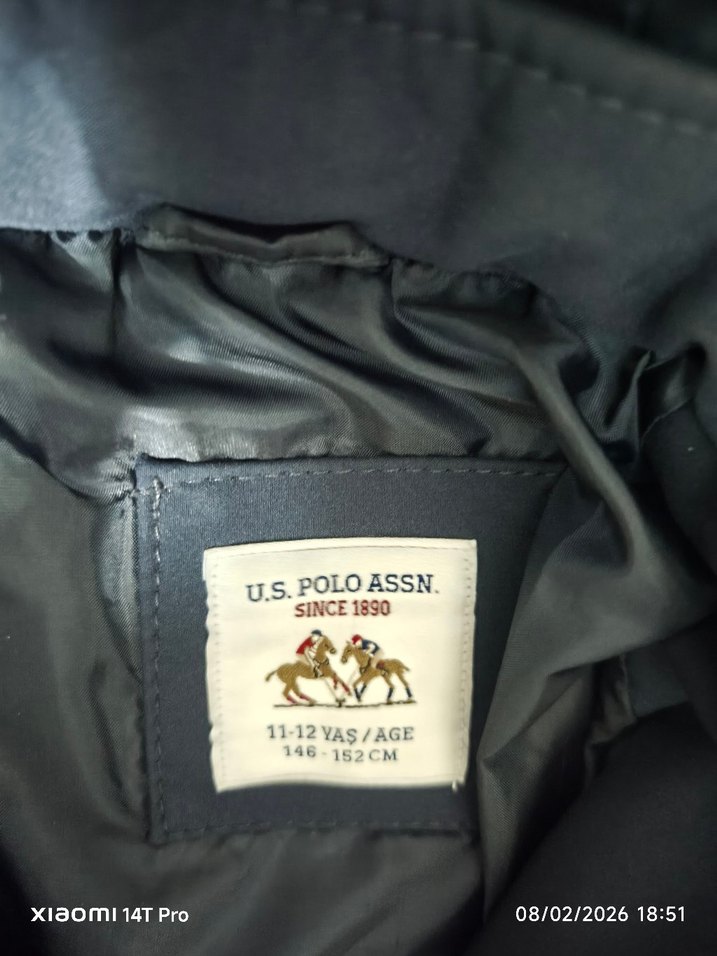 U.S. POLO ASSN.
SINCE 1890
11-12 YAŞ / AGE
146 - 152 CM
XIAOMI 14T Pro
08/02/2026 18:51